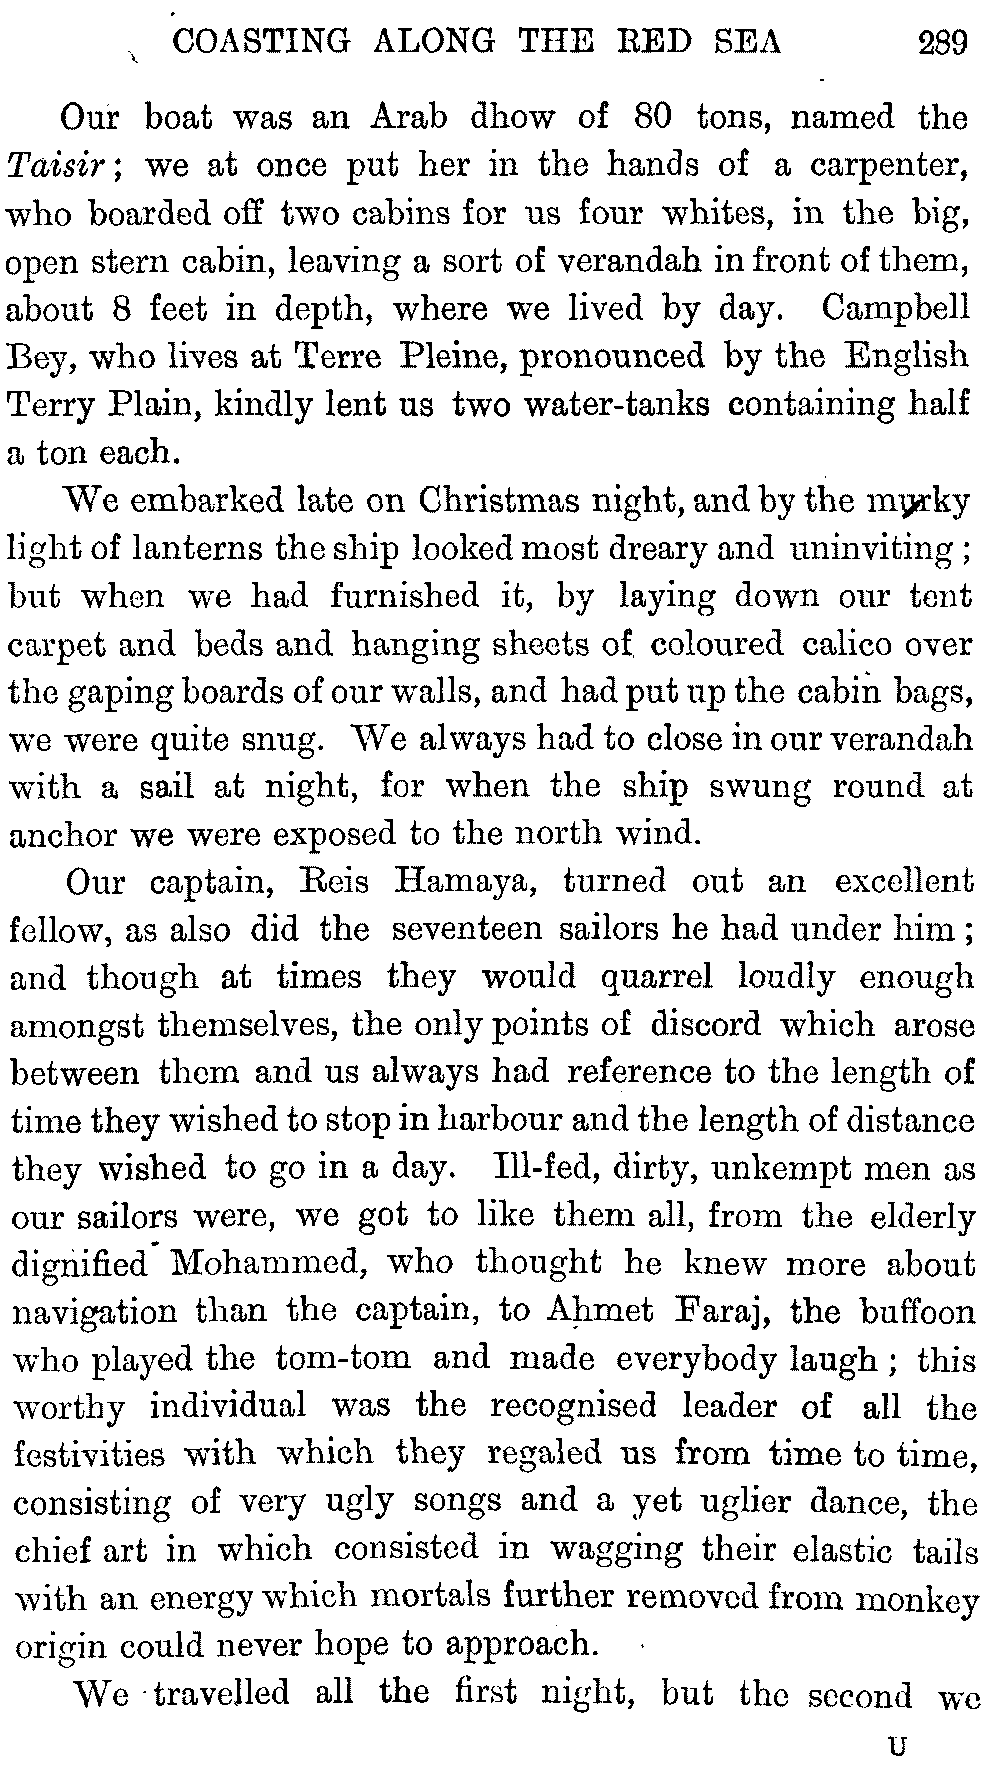 COASTING ALONG THE RED SEA 289
Our boat was an Arab dhow of 80 tons, named the
Taisir; we at once put her in the hands of a carpenter,
who boarded off two cabins for us four whites, in the big,
open stern cabin, leaving a sort of verandah in front of them,
about 8 feet in depth, where we lived by day. Campbell
Bey, who lives at Terre Pleine, pronounced by the English
Terry Plain, kindly lent us two water-tanks containing half
a ton each.
We embarked late on Christmas night, and by the murky
light of lanterns the ship looked most dreary and uninviting;
but when we had furnished it, by laying down our tent
carpet and beds and hanging sheets of coloured calico over
the gaping boards of our walls, and had put up the cabin bags,
we were quite snug. We always had to close in our verandah
with a sail at night, for when the ship swung round at
anchor we were exposed to the north wind.
Our captain, Reis Hamaya, turned out an excellent
fellow, as also did the seventeen sailors he had under him;
and though at times they would quarrel loudly enough
amongst themselves, the only points of discord which arose
between them and us always had reference to the length of
time they wished to stop in harbour and the length of distance
they wished to go in a day. Ill-fed, dirty, unkempt men as
our sailors were, we got to like them all, from the elderly
dignified Mohammed, who thought he knew more about
navigation than the captain, to Aḥmet Faraj, the buffoon
who played the tom-tom and made everybody laugh; this
worthy individual was the recognised leader of all the
festivities with which they regaled us from time to time,
consisting of very ugly songs and a yet uglier dance, the
chief art in which consisted in wagging their elastic tails
with an energy which mortals further removed from monkey
origin could never hope to approach.
We travelled all the first night, but the second we
U